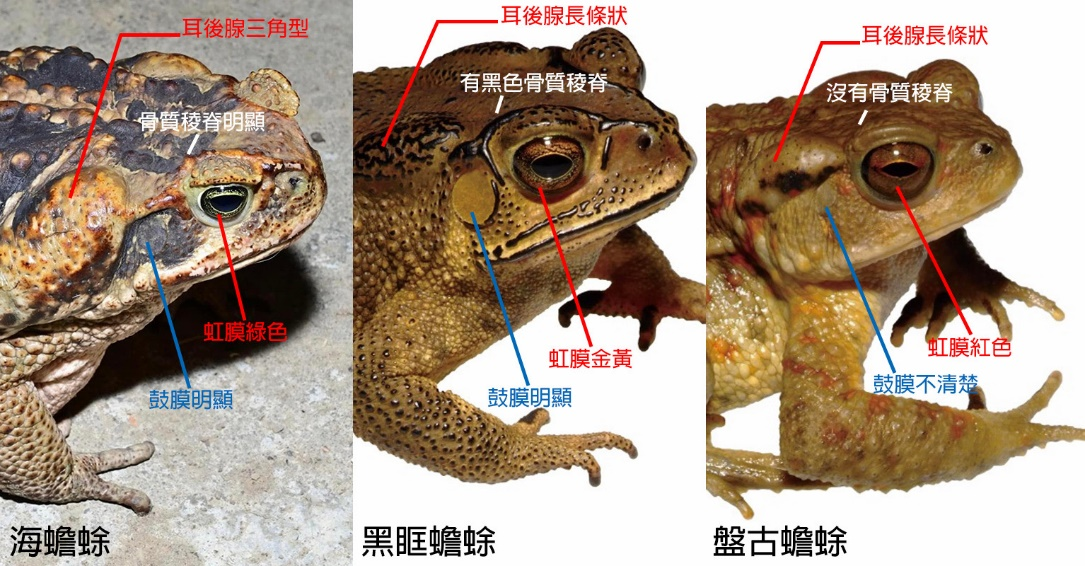 耳後腺三角型
骨質稜脊明顯
虹膜綠色
鼓膜明顯
海蟾蜍
耳後腺長條狀
有黑色骨質稜脊
虹膜金黃
鼓膜明顯
黑眶蟾蜍
耳後腺長條狀
沒有骨質稜脊
虹膜紅色
鼓膜不清楚
盤古蟾蜍